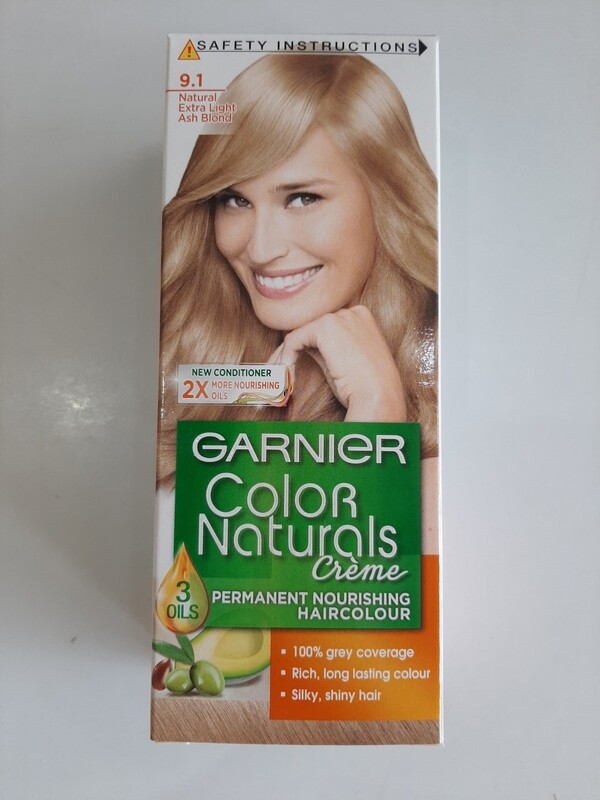 SAFETY INSTRUCTIONS
9.1
Natural
Extra Light
Ash Blond
NEW CONDITIONER
2X MORE NOURISHING
OILS
GARNIER
Color
Naturals
Crème
3
OILS
PERMANENT NOURISHING
HAIRCOLOUR
100% grey coverage
Rich, long lasting colour
Silky, shiny hair